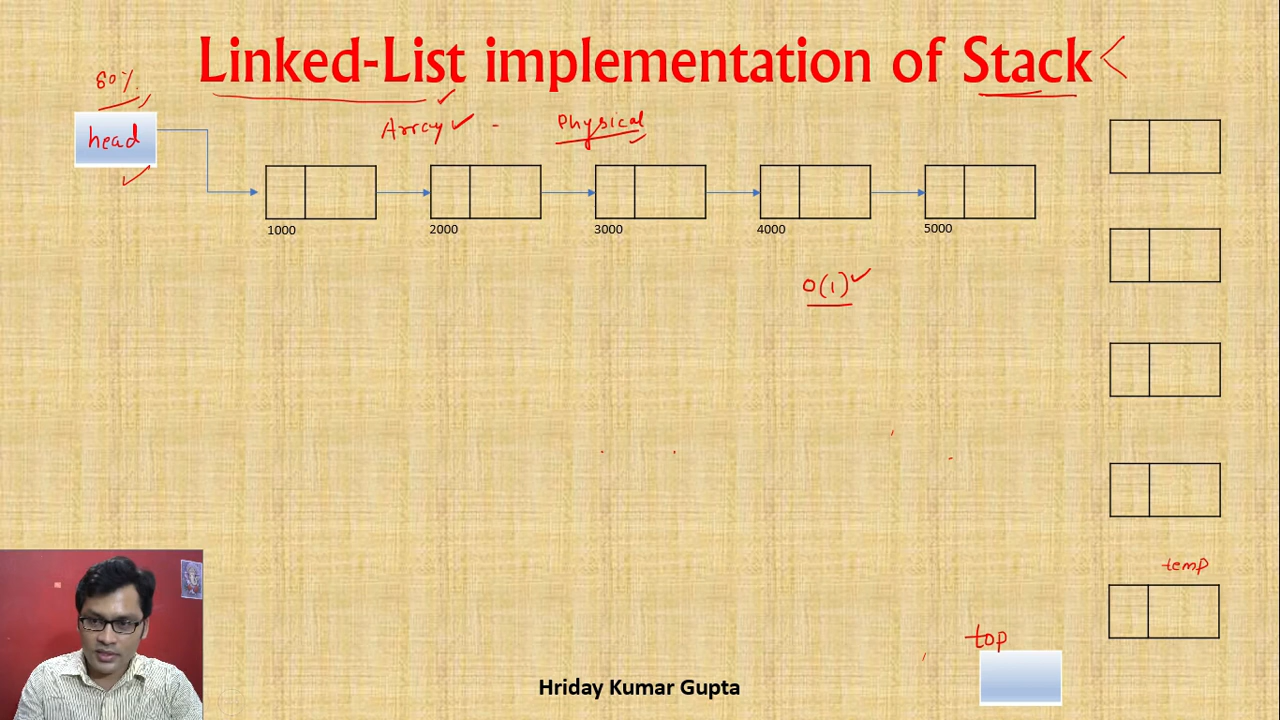 Linked-List implementation of Stack
80%
head
Array ✓ - Physical
1000 2000 3000 4000 5000
O(1) ✓
temp
top
Hriday Kumar Gupta